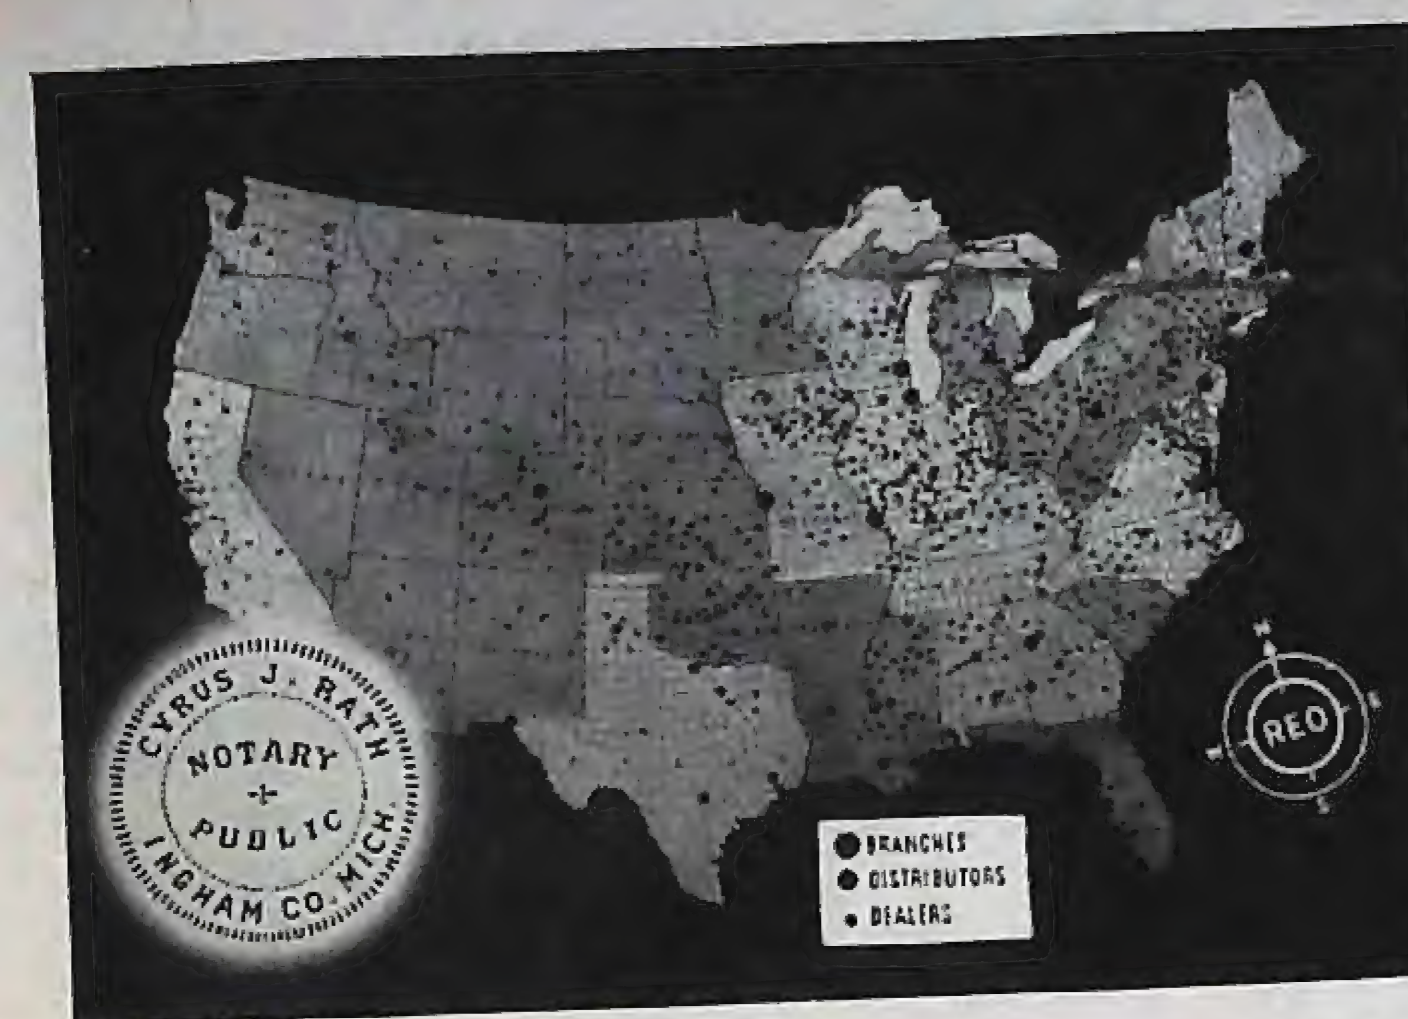 CYRUS J. RATH
NOTARY
PUBLIC
INGHAM CO. MICH.
BRANCHES
DISTRIBUTORS
DEALERS
N
REO
S